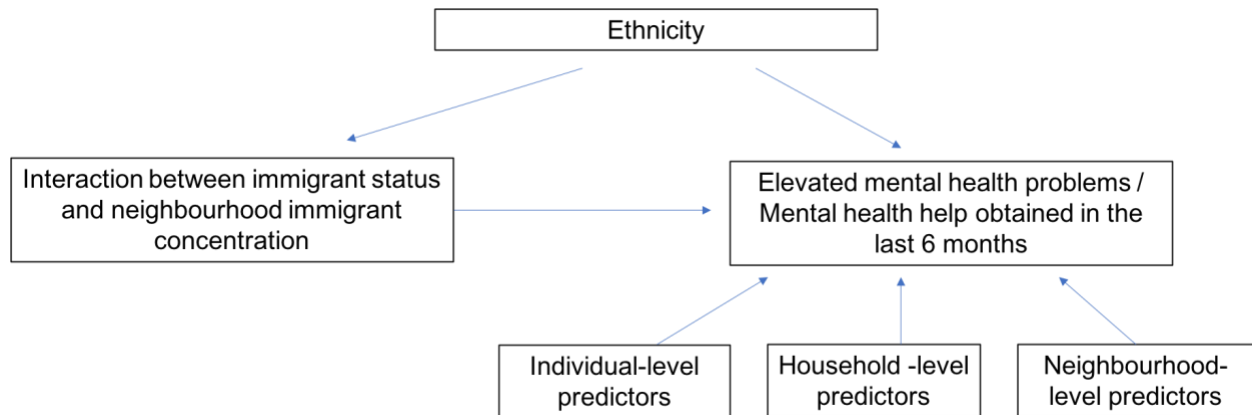 Ethnicity
Interaction between immigrant status
and neighbourhood immigrant
concentration
Elevated mental health problems /
Mental health help obtained in the
last 6 months
Individual-level
predictors
Household -level
predictors
Neighbourhood-
level predictors